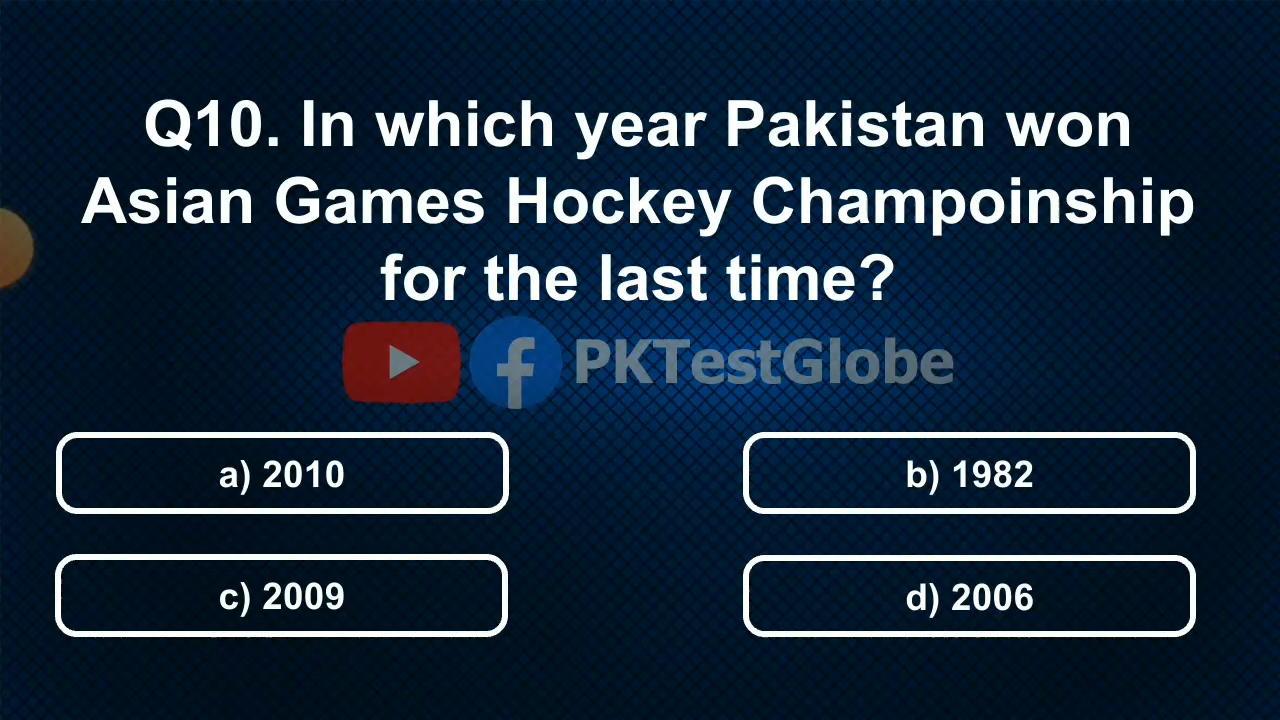 Q10. In which year Pakistan won
Asian Games Hockey Champoinship
for the last time?
PKTestGlobe
a) 2010
b) 1982
c) 2009
d) 2006